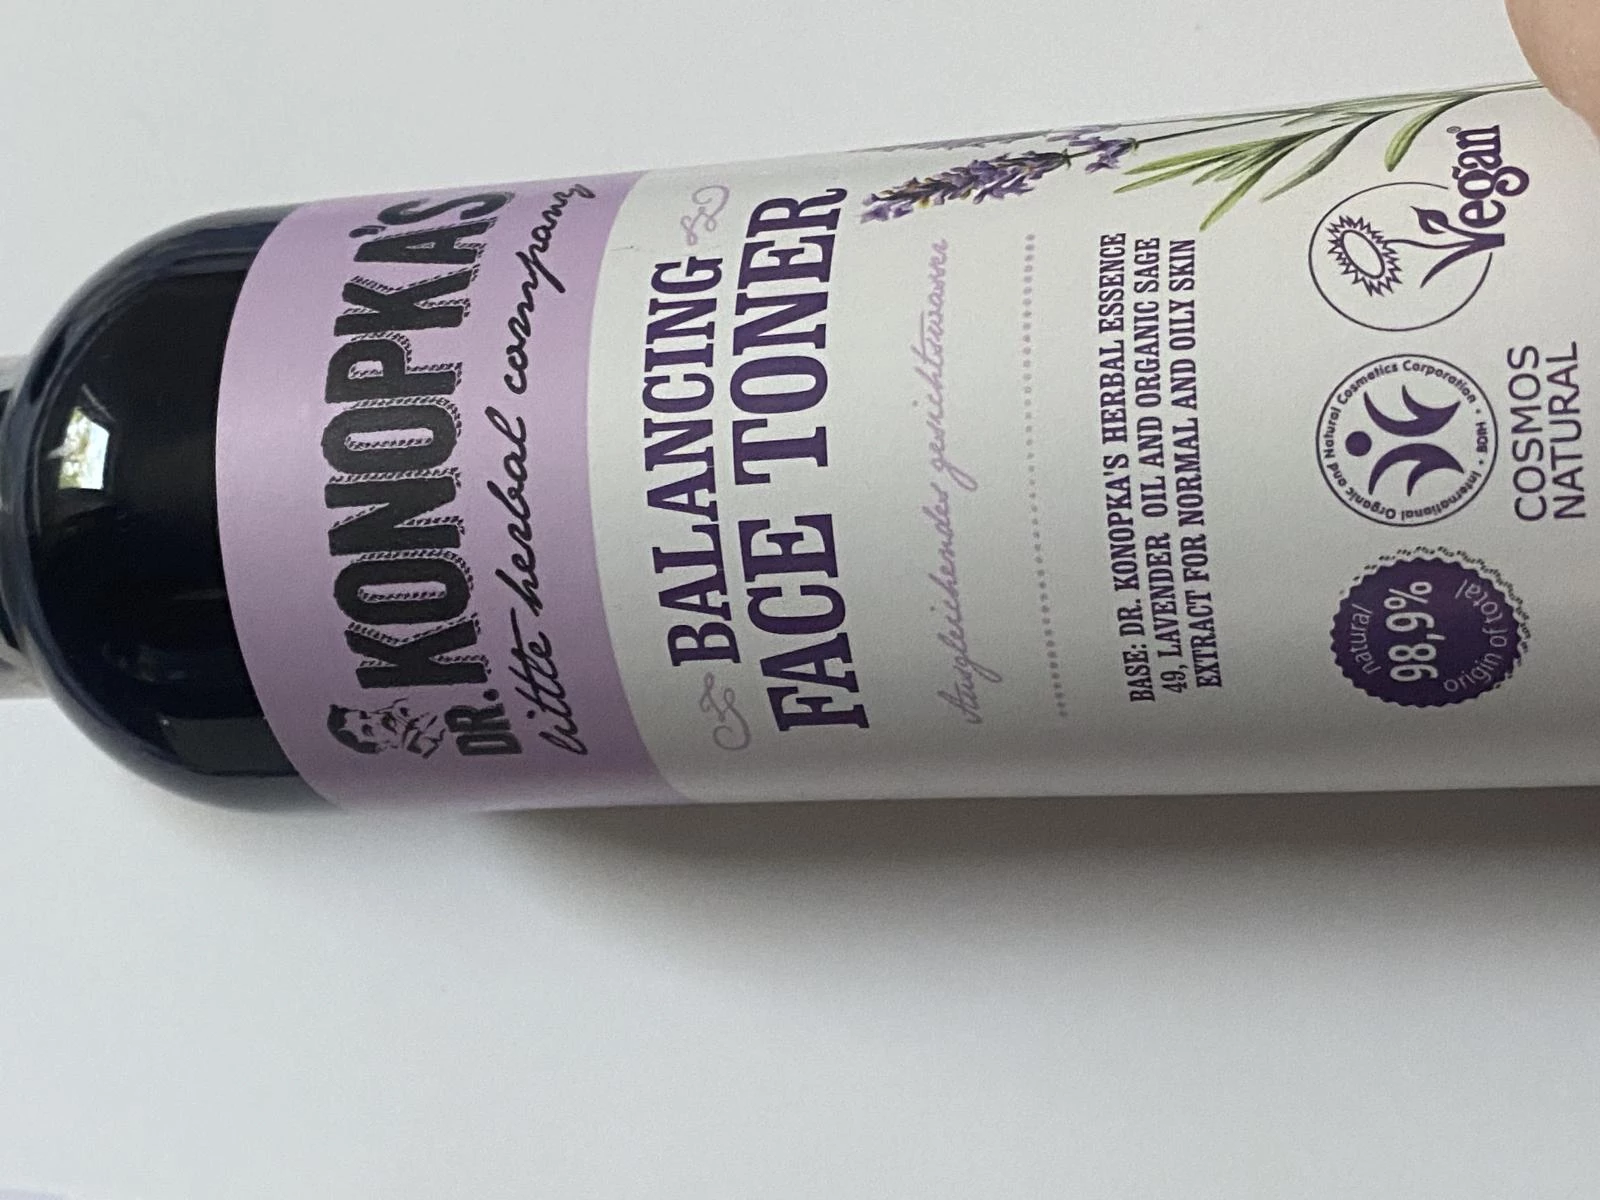 DR. KONOPKA'S
little herbal company
BALANCING
FACE TONER
Ausgleichendes gesichtswasser
BASE: DR. KONOPKA'S HERBAL ESSENCE
49, LAVENDER OIL AND ORGANIC SAGE
EXTRACT FOR NORMAL AND OILY SKIN
natural
98,9%
origin of total
International Organic and Natural Cosmetics Corporation • BDIH •
COSMOS
NATURAL
Vegan®